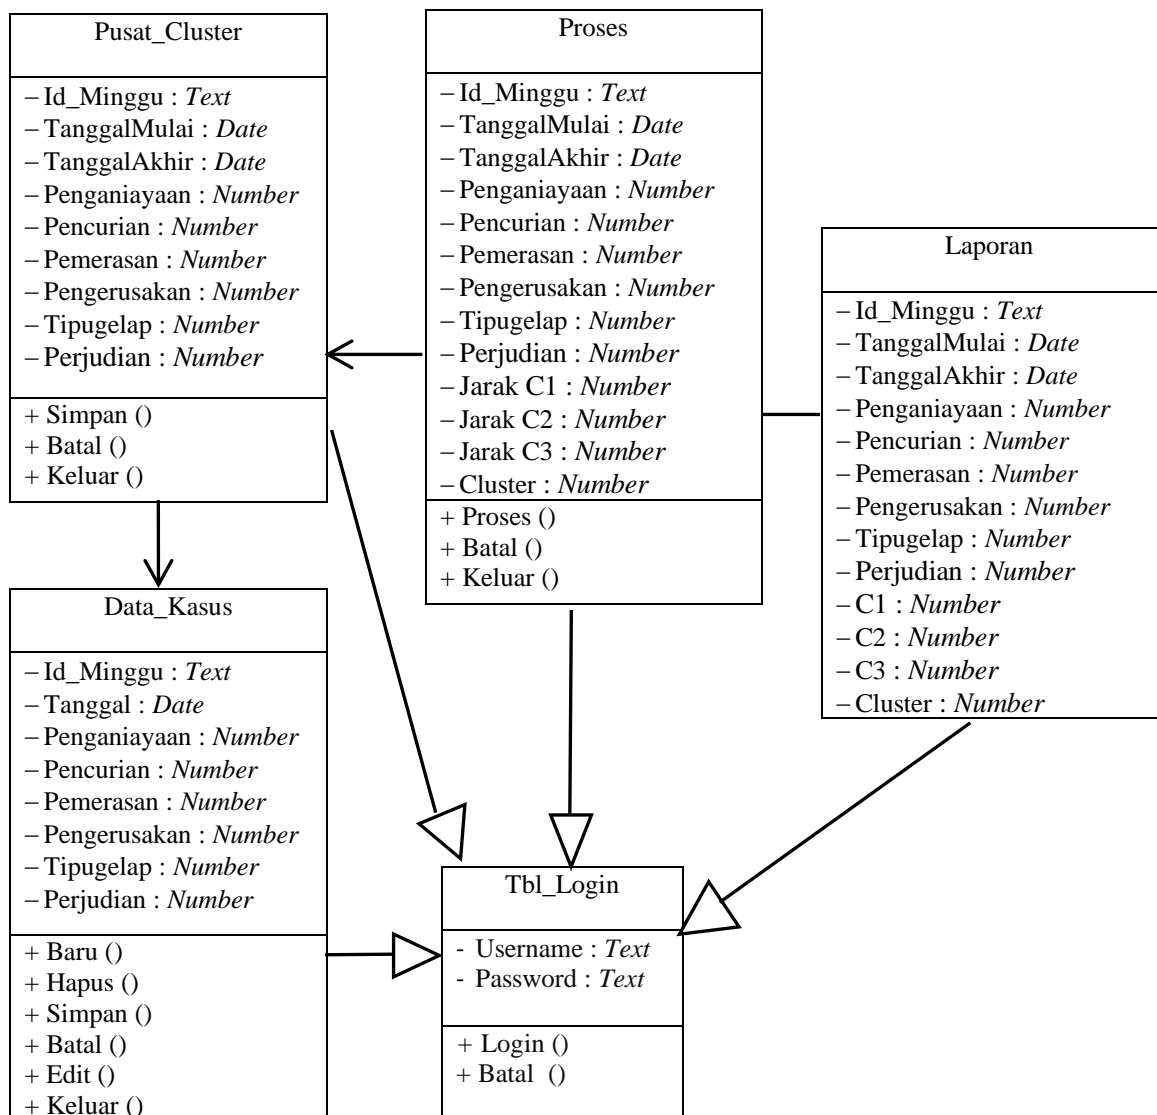 Pusat_Cluster
– Id_Minggu : Text
– TanggalMulai : Date
– TanggalAkhir : Date
– Penganiayaan : Number
– Pencurian : Number
– Pemerasan : Number
– Pengerusakan : Number
– Tipugelap : Number
– Perjudian : Number
+ Simpan ()
+ Batal ()
+ Keluar ()
Proses
– Id_Minggu : Text
– TanggalMulai : Date
– TanggalAkhir : Date
– Penganiayaan : Number
– Pencurian : Number
– Pemerasan : Number
– Pengerusakan : Number
– Tipugelap : Number
– Perjudian : Number
– Jarak C1 : Number
– Jarak C2 : Number
– Jarak C3 : Number
– Cluster : Number
+ Proses ()
+ Batal ()
+ Keluar ()
Laporan
– Id_Minggu : Text
– TanggalMulai : Date
– TanggalAkhir : Date
– Penganiayaan : Number
– Pencurian : Number
– Pemerasan : Number
– Pengerusakan : Number
– Tipugelap : Number
– Perjudian : Number
– C1 : Number
– C2 : Number
– C3 : Number
– Cluster : Number
Data_Kasus
– Id_Minggu : Text
– Tanggal : Date
– Penganiayaan : Number
– Pencurian : Number
– Pemerasan : Number
– Pengerusakan : Number
– Tipugelap : Number
– Perjudian : Number
+ Baru ()
+ Hapus ()
+ Simpan ()
+ Batal ()
+ Edit ()
+ Keluar ()
Tbl_Login
- Username : Text
- Password : Text
+ Login ()
+ Batal ()